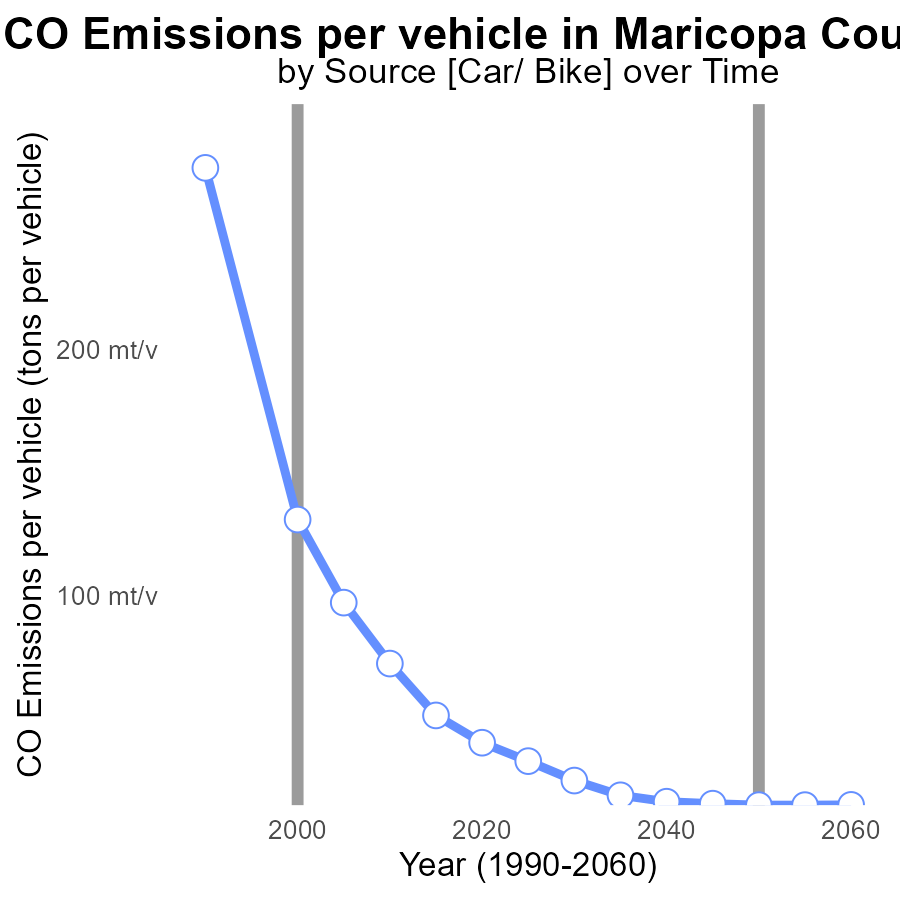 CO Emissions per vehicle in Maricopa Cou
by Source [Car/ Bike] over Time
CO Emissions per vehicle (tons per vehicle)
200 mt/v
100 mt/v
2000 2020 2040 2060
Year (1990-2060)